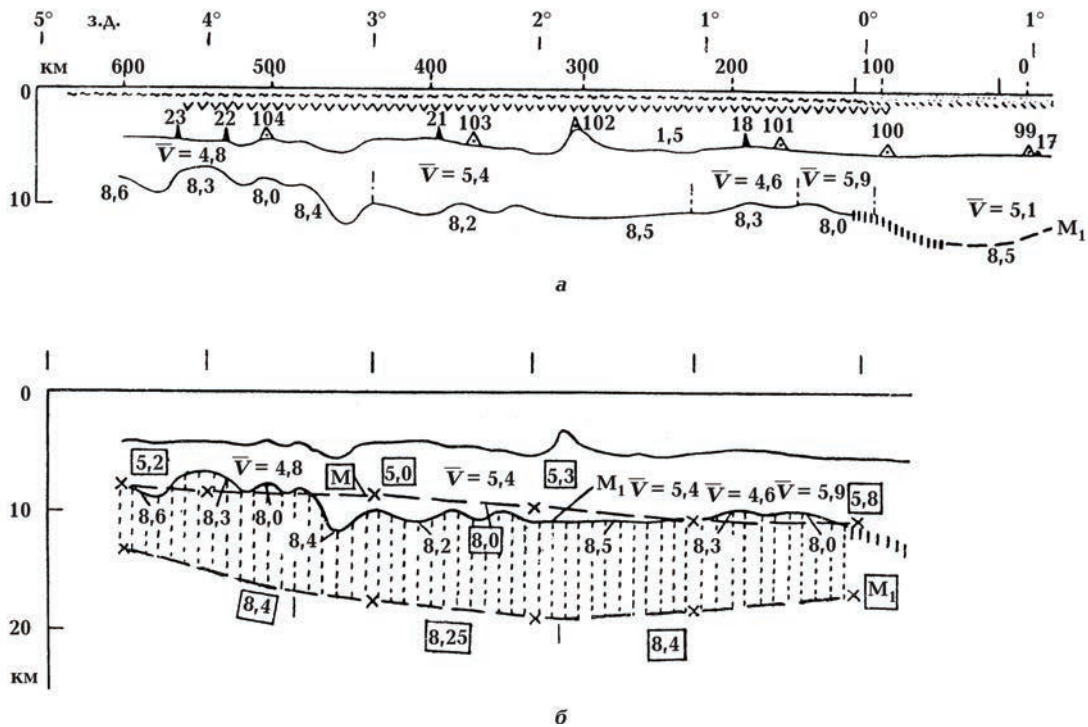 5° з.д. 4° 3° 2° 1° 0° 1°
км 600 500 400 300 200 100 0
0
23 22 104 21 103 102 1,5 18 101 100 99 17
V̅ = 4,8 V̅ = 5,4 V̅ = 4,6 V̅ = 5,9 V̅ = 5,1
10
8,6 8,3 8,0 8,4 8,2 8,5 8,3 8,0 8,5 M₁
а
0
5,2 V̅ = 4,8 M 5,0 V̅ = 5,4 5,3 M₁ V̅ = 5,4 V̅ = 4,6 V̅ = 5,9 5,8
10
8,6 8,3 8,0 8,4 8,2 8,0 8,5 8,3 8,0
M₁
8,4 8,25 8,4
20
км
б